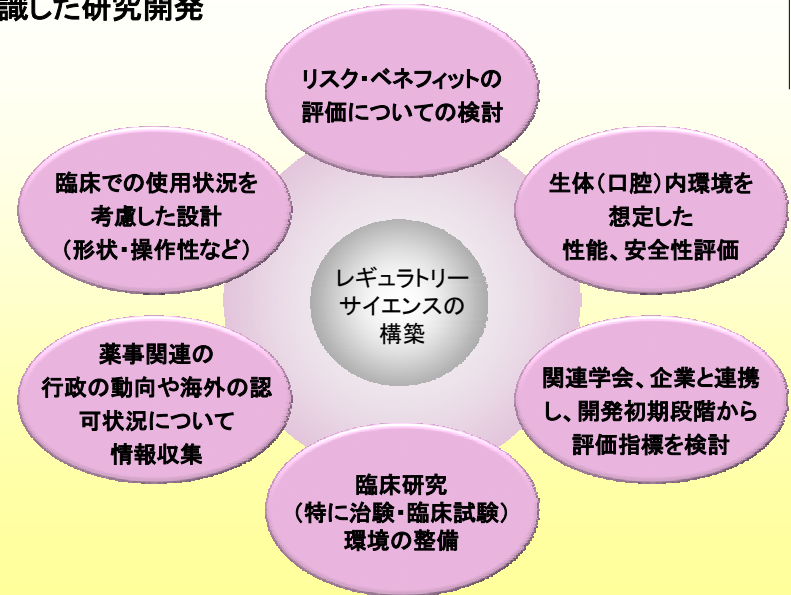 識した研究開発
リスク・ベネフィットの
評価についての検討
生体（口腔）内環境を
想定した
性能、安全性評価
関連学会、企業と連携
し、開発初期段階から
評価指標を検討
臨床研究
（特に治験・臨床試験）
環境の整備
薬事関連の
行政の動向や海外の認
可状況について
情報収集
臨床での使用状況を
考慮した設計
（形状・操作性など）
レギュラトリー
サイエンスの
構築